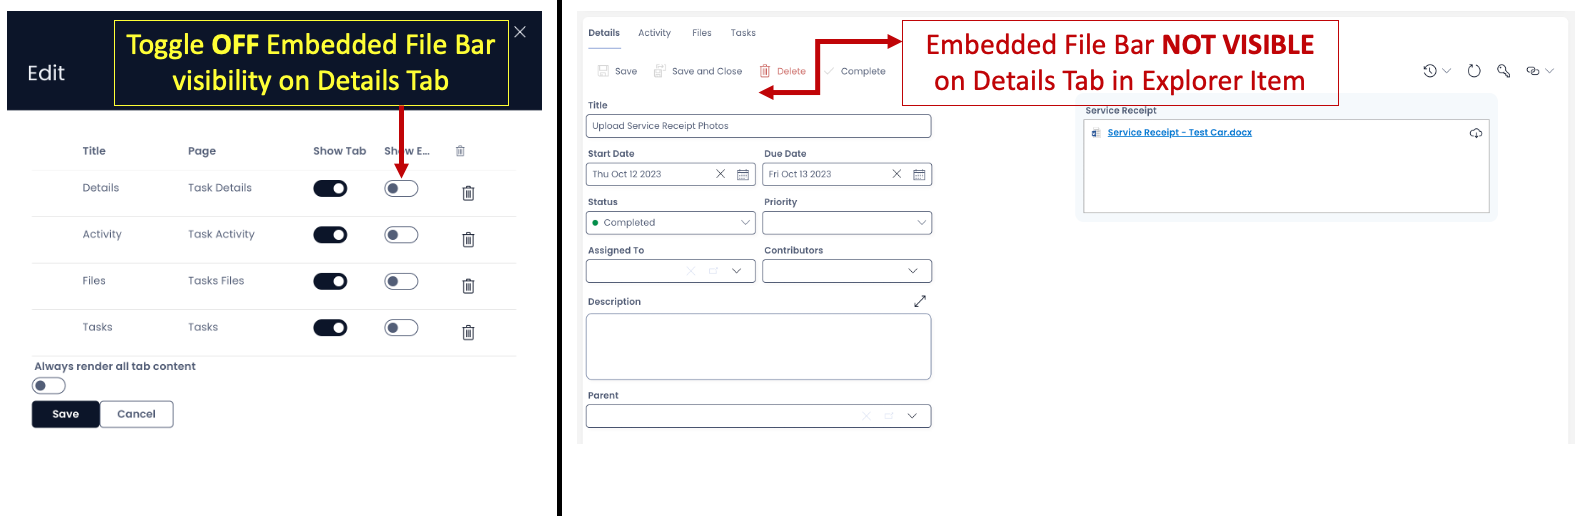 Toggle OFF Embedded File Bar
visibility on Details Tab
Edit
Title Page Show Tab Show E...
Details Task Details
Activity Task Activity
Files Tasks Files
Tasks Tasks
Always render all tab content
Save Cancel
Details Activity Files Tasks
Embedded File Bar NOT VISIBLE
on Details Tab in Explorer Item
Save Save and Close Delete Complete
Title
Upload Service Receipt Photos
Start Date Due Date
Thu Oct 12 2023 Fri Oct 13 2023
Status Priority
Completed
Assigned To Contributors
Description
Parent
Service Receipt
Service Receipt - Test Car.docx